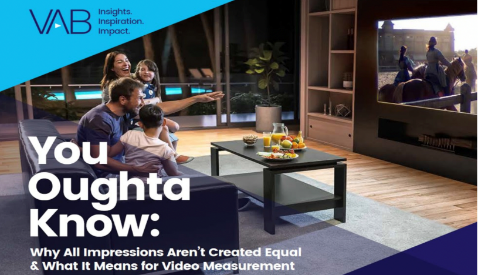 VAB
Insights.
Inspiration.
Impact.
You
Oughta
Know:
Why All Impressions Aren't Created Equal
& What It Means for Video Measurement